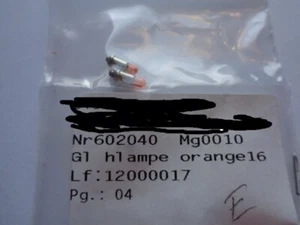 Nr602040 Mg0010
Gl hlampe orange16
Lf:12000017
Pg.: 04
E